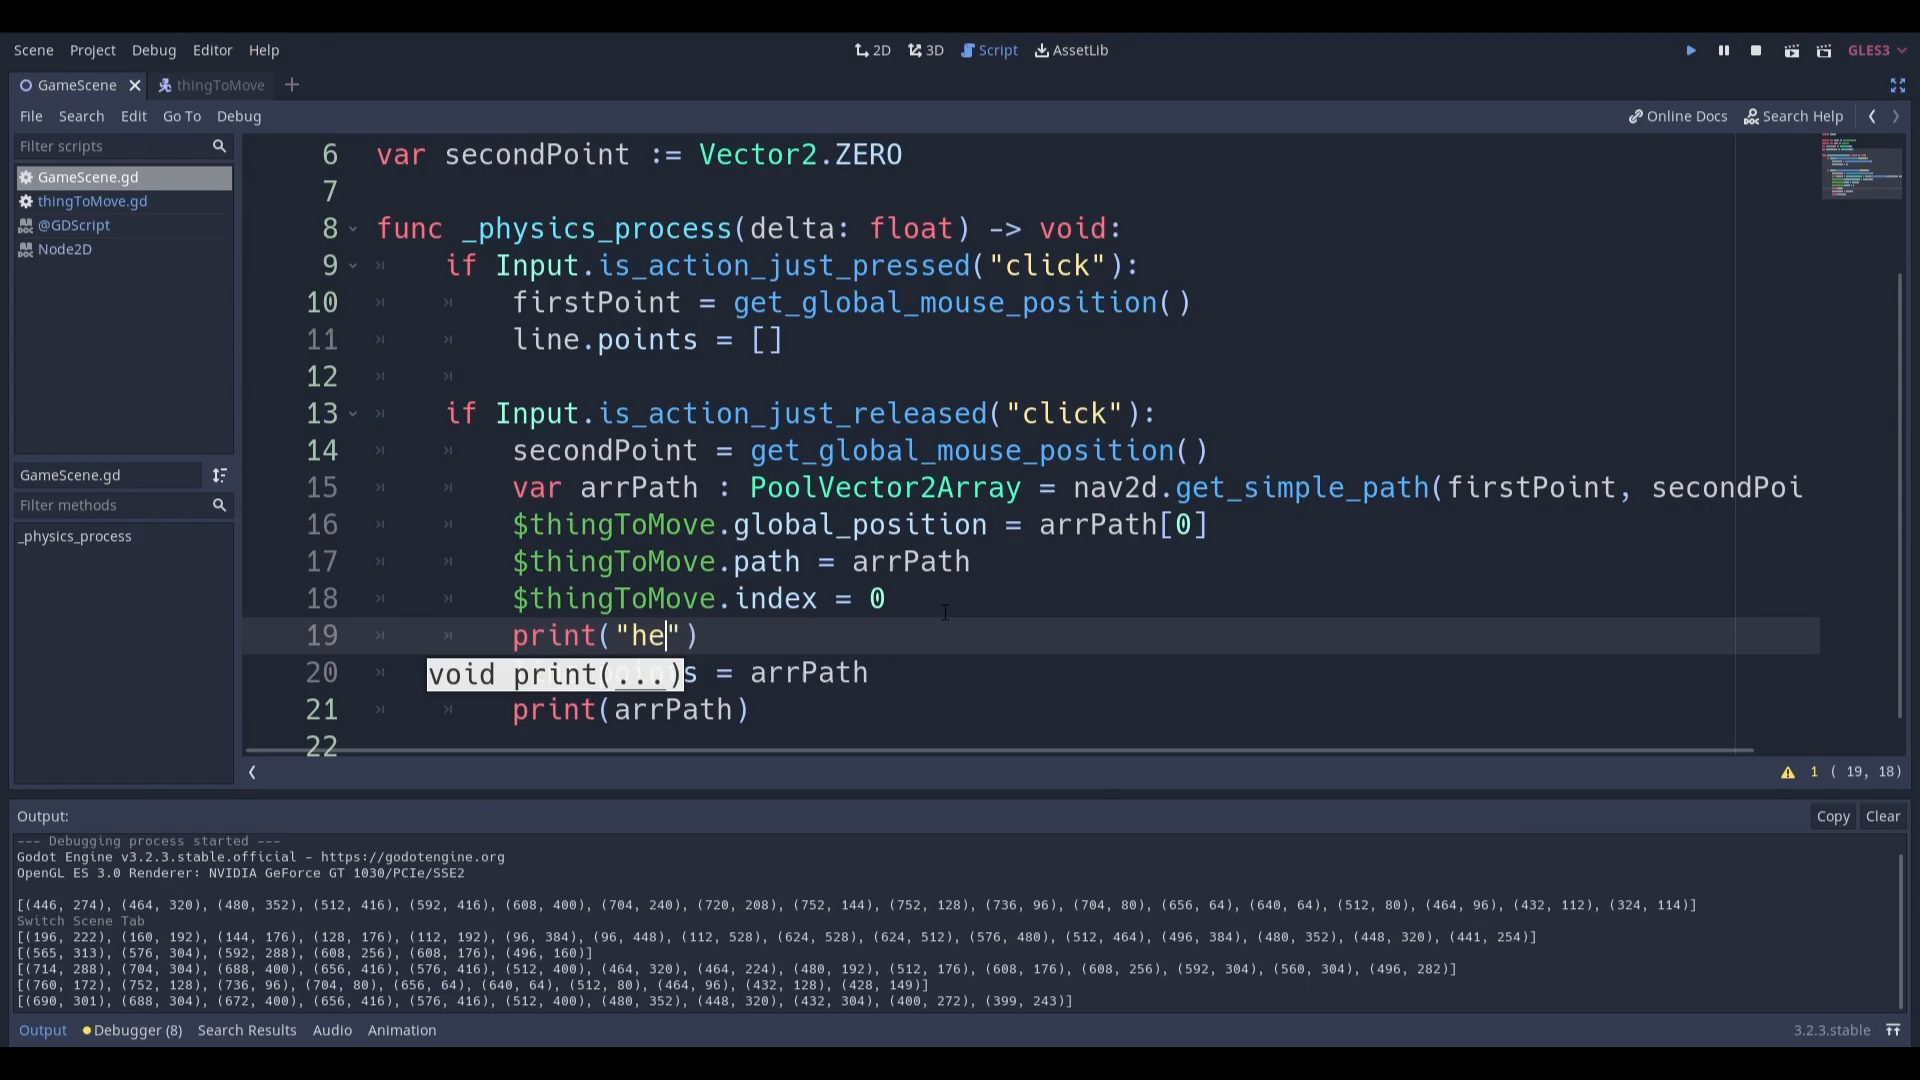 Scene Project Debug Editor Help 2D 3D Script AssetLib GLES3
GameScene thingToMove
File Search Edit Go To Debug Online Docs Search Help
Filter scripts
GameScene.gd
thingToMove.gd
@GDScript
Node2D
GameScene.gd
Filter methods
_physics_process
6 var secondPoint := Vector2.ZERO
7
8 func _physics_process(delta: float) -> void:
9 if Input.is_action_just_pressed("click"):
10 firstPoint = get_global_mouse_position()
11 line.points = []
12
13 if Input.is_action_just_released("click"):
14 secondPoint = get_global_mouse_position()
15 var arrPath : PoolVector2Array = nav2d.get_simple_path(firstPoint, secondPoi
16 $thingToMove.global_position = arrPath[0]
17 $thingToMove.path = arrPath
18 $thingToMove.index = 0
19 print("he")
void print(...)
20 s = arrPath
21 print(arrPath)
22
1 ( 19, 18)
Output: Copy Clear
--- Debugging process started ---
Godot Engine v3.2.3.stable.official - https://godotengine.org
OpenGL ES 3.0 Renderer: NVIDIA GeForce GT 1030/PCIe/SSE2
[(446, 274), (464, 320), (480, 352), (512, 416), (592, 416), (608, 400), (704, 240), (720, 208), (752, 144), (752, 128), (736, 96), (704, 80), (656, 64), (640, 64), (512, 80), (464, 96), (432, 112), (324, 114)]
Switch Scene Tab
[(196, 222), (160, 192), (144, 176), (128, 176), (112, 192), (96, 384), (96, 448), (112, 528), (624, 528), (624, 512), (576, 480), (512, 464), (496, 384), (480, 352), (448, 320), (441, 254)]
[(565, 313), (576, 304), (592, 288), (608, 256), (608, 176), (496, 160)]
[(714, 288), (704, 304), (688, 400), (656, 416), (576, 416), (512, 400), (464, 320), (464, 224), (480, 192), (512, 176), (608, 176), (608, 256), (592, 304), (560, 304), (496, 282)]
[(760, 172), (752, 128), (736, 96), (704, 80), (656, 64), (640, 64), (512, 80), (464, 96), (432, 128), (428, 149)]
[(690, 301), (688, 304), (672, 400), (656, 416), (576, 416), (512, 400), (480, 352), (448, 320), (432, 304), (400, 272), (399, 243)]
Output Debugger (8) Search Results Audio Animation 3.2.3.stable